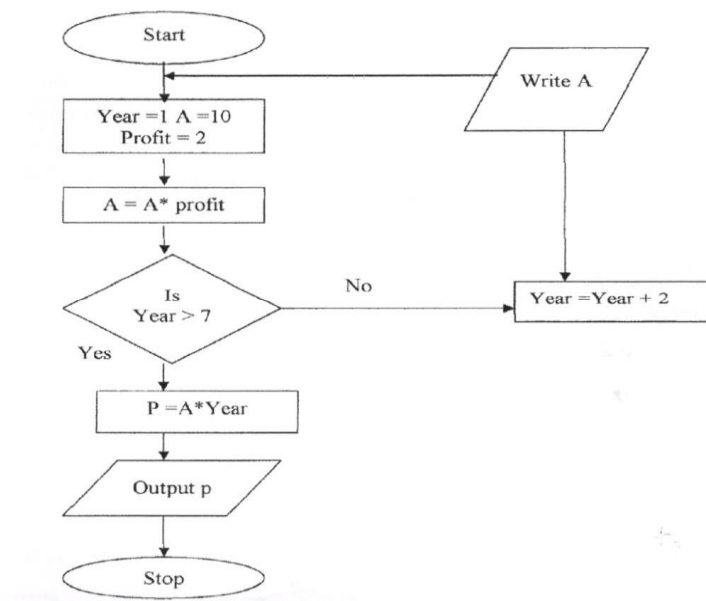 Start
Write A
Year =1 A =10
Profit = 2
A = A* profit
Is
Year > 7
No
Year =Year + 2
Yes
P =A*Year
Output p
Stop